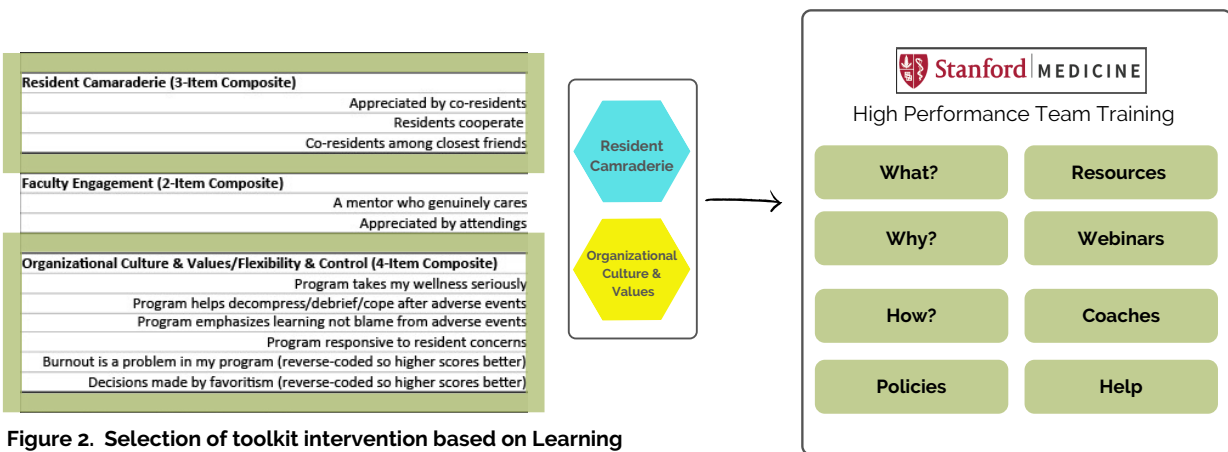 Resident Camaraderie (3-Item Composite)
Appreciated by co-residents
Residents cooperate
Co-residents among closest friends
Faculty Engagement (2-Item Composite)
A mentor who genuinely cares
Appreciated by attendings
Organizational Culture & Values/Flexibility & Control (4-Item Composite)
Program takes my wellness seriously
Program helps decompress/debrief/cope after adverse events
Program emphasizes learning not blame from adverse events
Program responsive to resident concerns
Burnout is a problem in my program (reverse-coded so higher scores better)
Decisions made by favoritism (reverse-coded so higher scores better)
Figure 2. Selection of toolkit intervention based on Learning
Resident
Camraderie
Organizational
Culture &
Values
Stanford MEDICINE
High Performance Team Training
What?
Resources
Why?
Webinars
How?
Coaches
Policies
Help